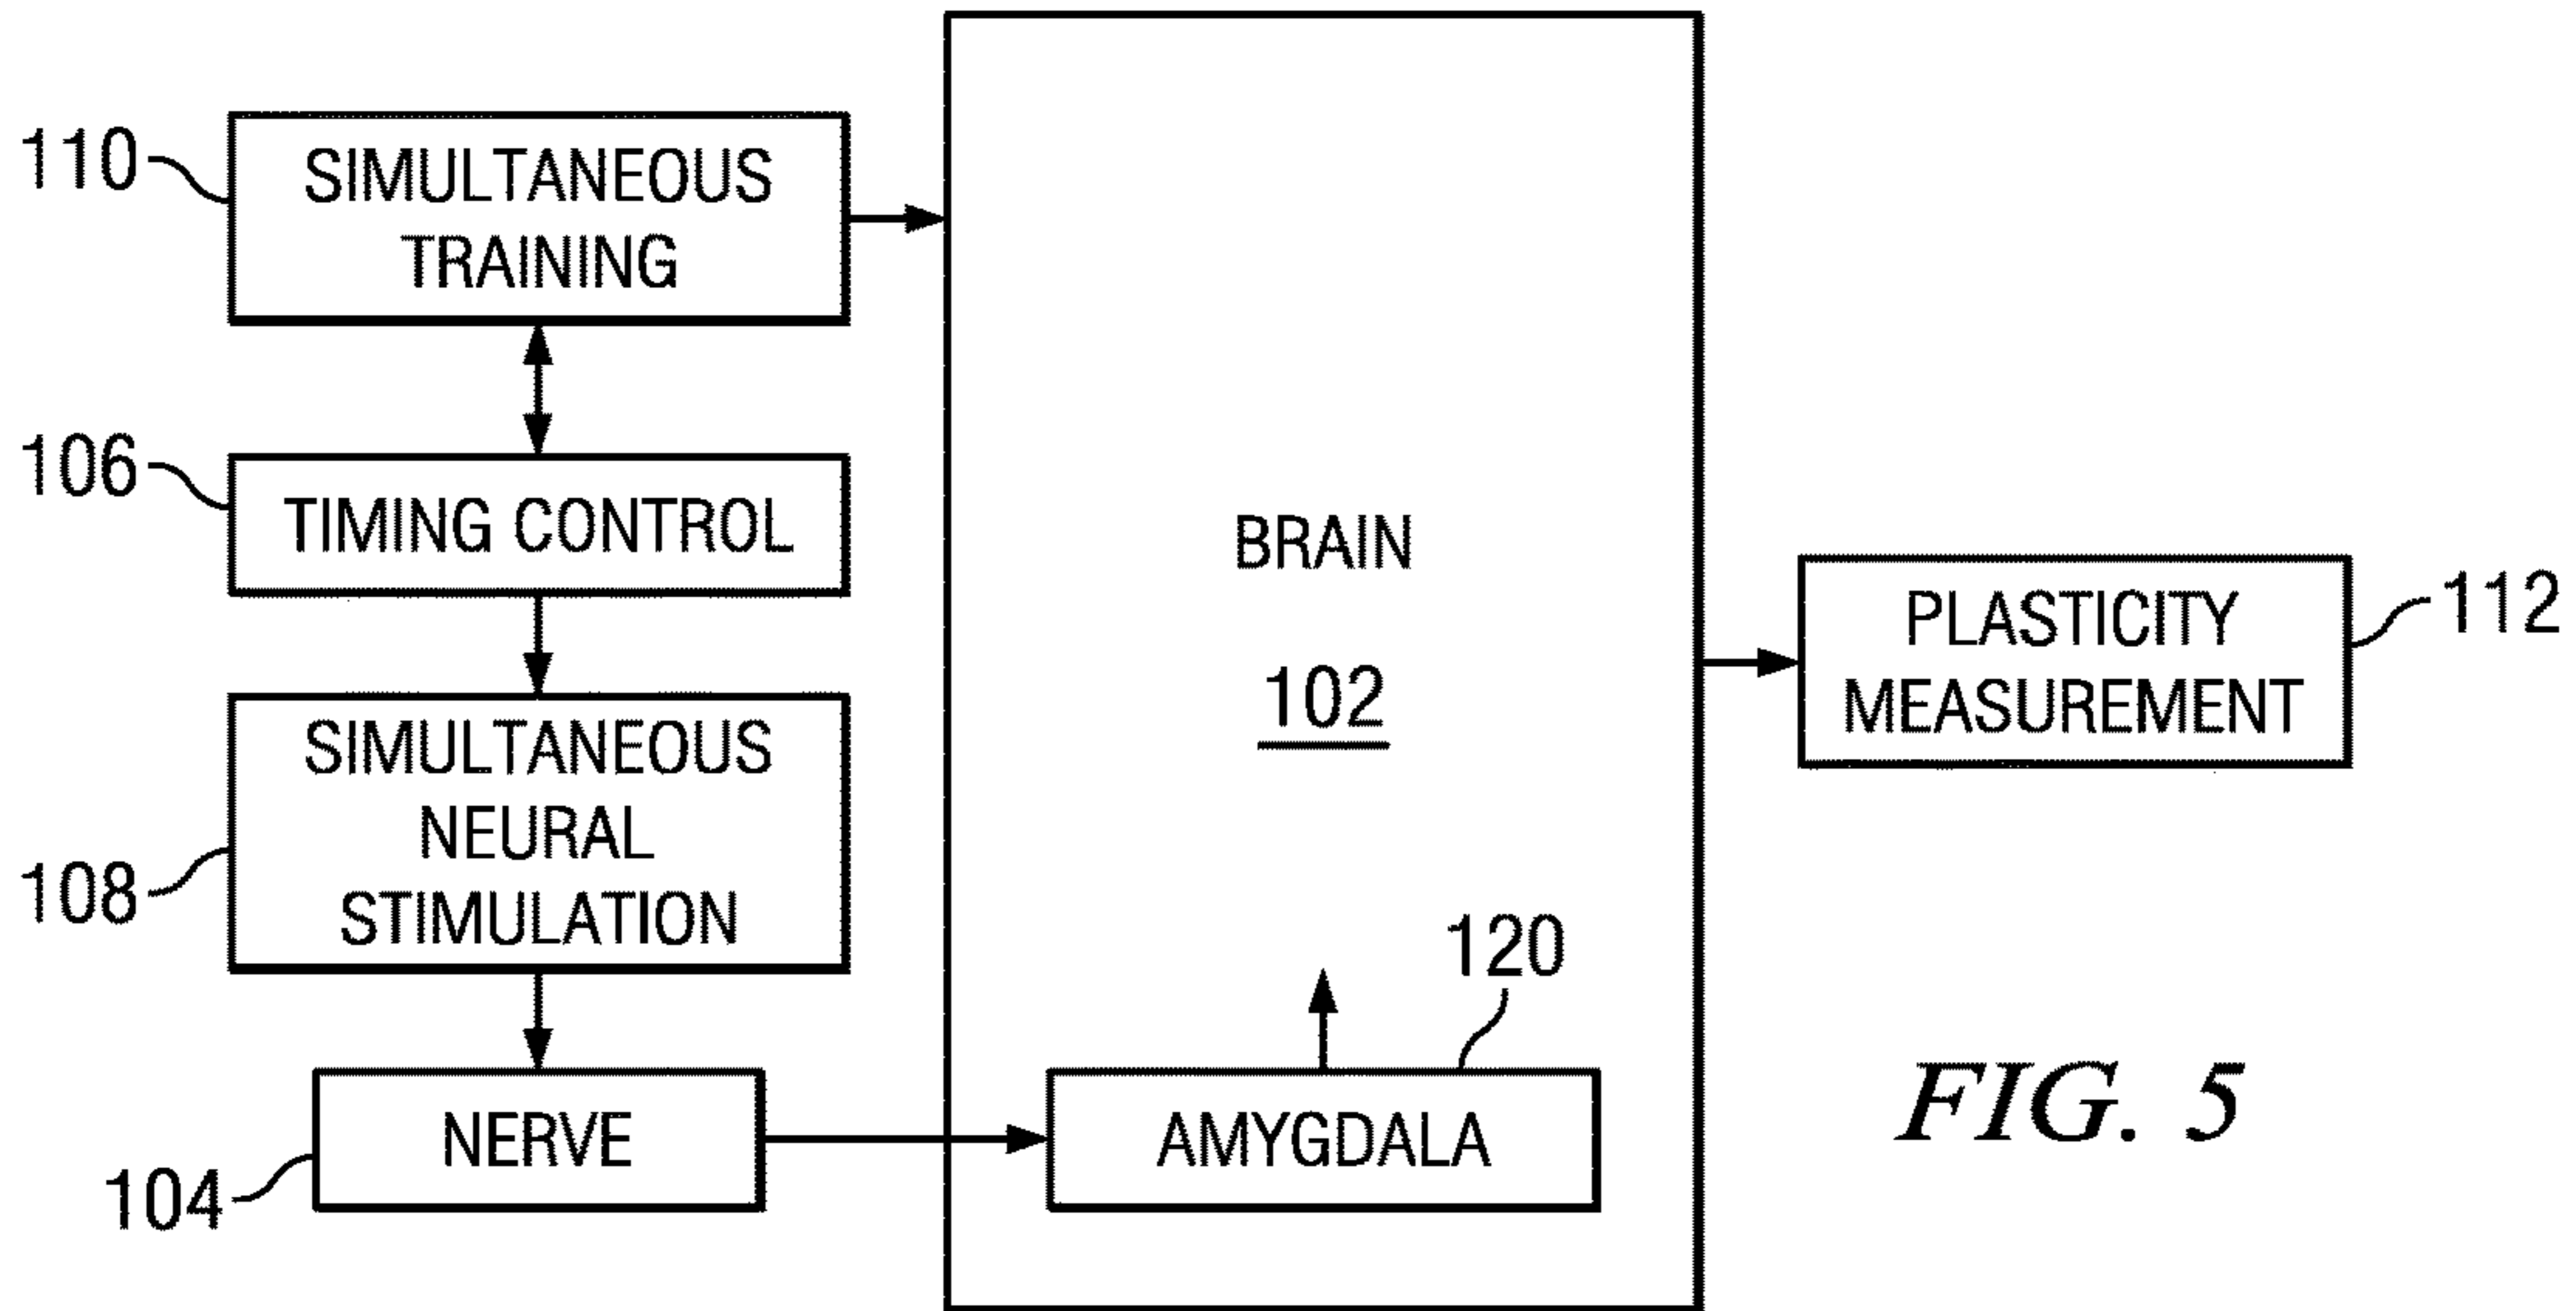 110
SIMULTANEOUS
TRAINING
106
TIMING CONTROL
108
SIMULTANEOUS
NEURAL
STIMULATION
104
NERVE
BRAIN
102
120
AMYGDALA
PLASTICITY
MEASUREMENT
112
FIG. 5